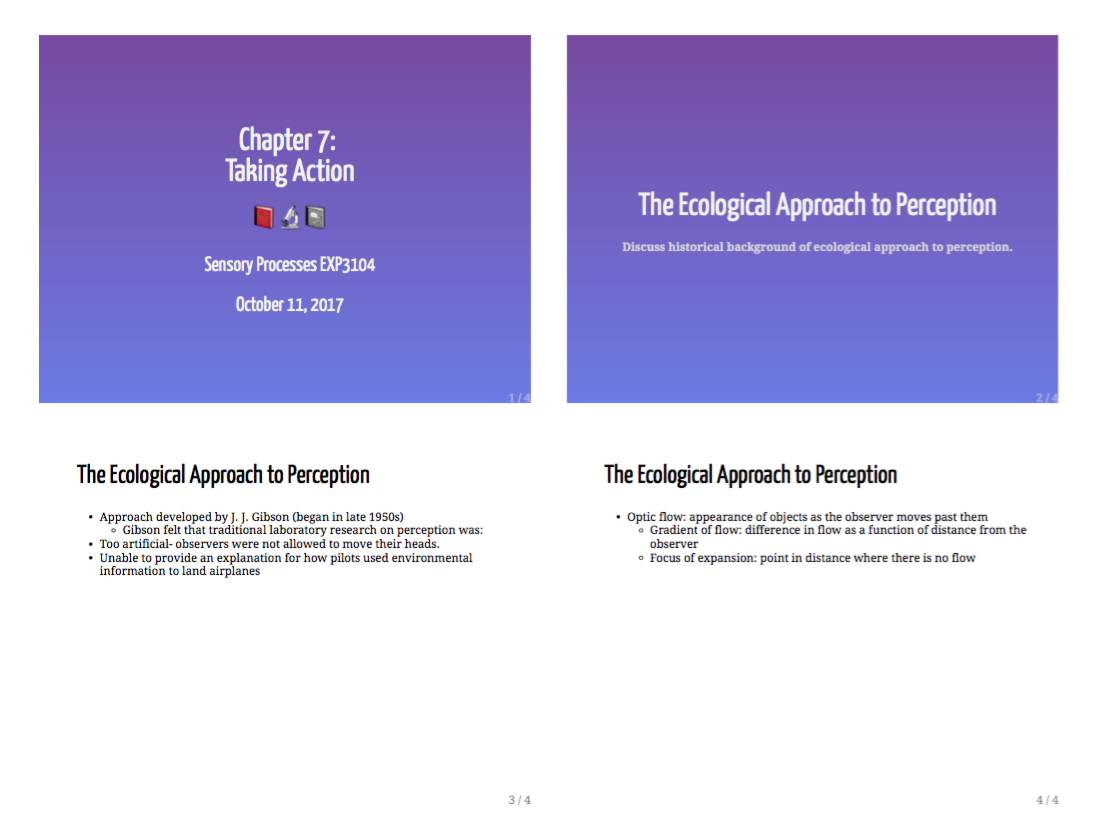 Chapter 7:
Taking Action
Sensory Processes EXP3104
October 11, 2017
1 / 4
The Ecological Approach to Perception
Discuss historical background of ecological approach to perception.
2 / 4
The Ecological Approach to Perception
• Approach developed by J. J. Gibson (began in late 1950s)
◦ Gibson felt that traditional laboratory research on perception was:
• Too artificial- observers were not allowed to move their heads.
• Unable to provide an explanation for how pilots used environmental
information to land airplanes
3 / 4
The Ecological Approach to Perception
• Optic flow: appearance of objects as the observer moves past them
◦ Gradient of flow: difference in flow as a function of distance from the
observer
◦ Focus of expansion: point in distance where there is no flow
4 / 4